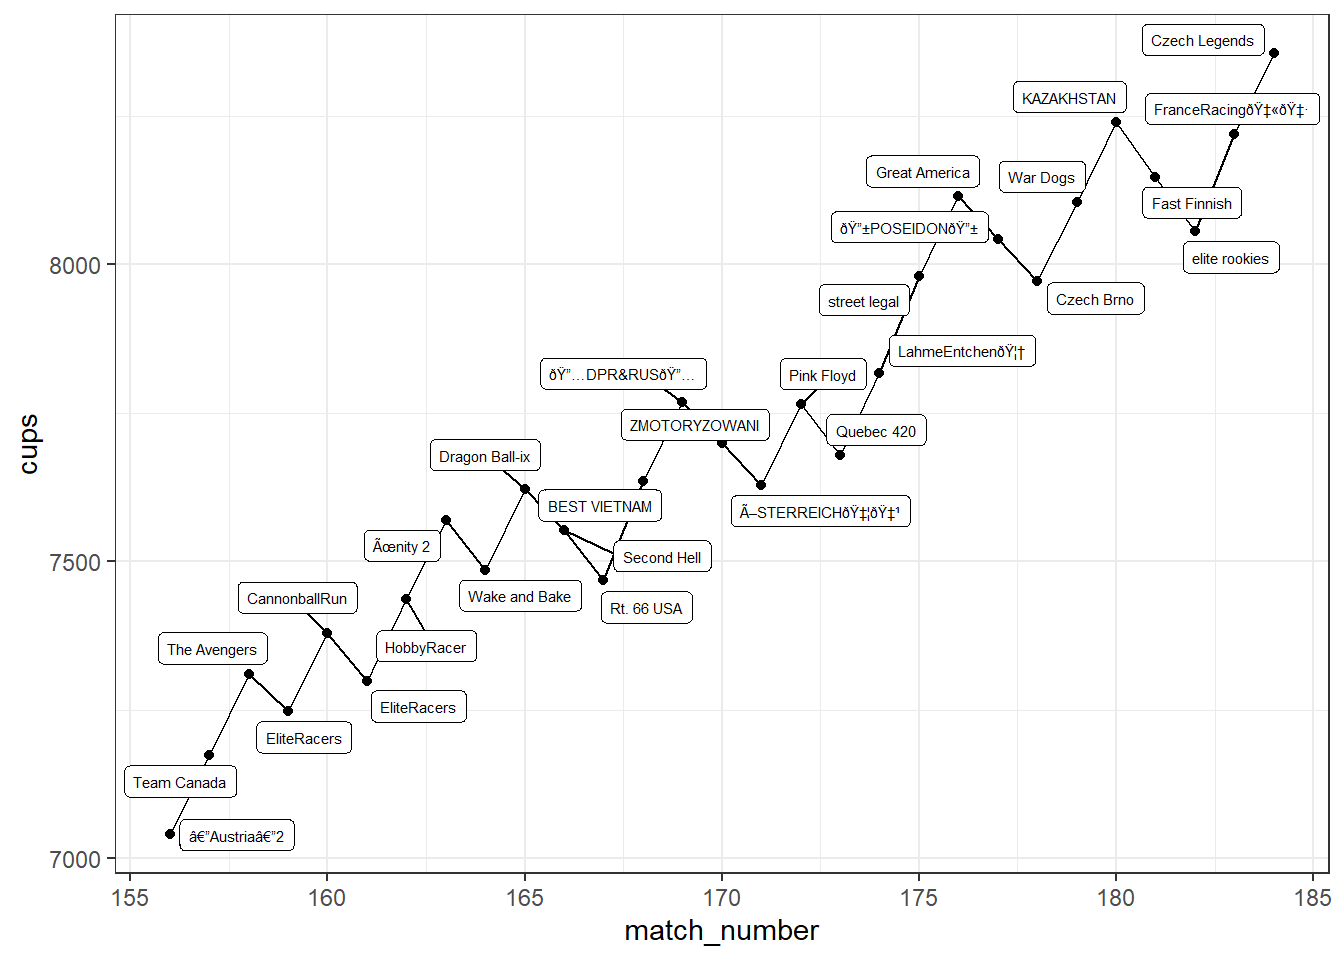 Czech Legends
KAZAKHSTAN
FranceRacingðŸ‡«ðŸ‡·
Great America
War Dogs
Fast Finnish
ðŸ”±POSEIDONðŸ”±
elite rookies
8000
street legal
Czech Brno
LahmeEntchenðŸ¦†
ðŸ”…DPR&RUSðŸ”…
Pink Floyd
ZMOTORYZOWANI
Quebec 420
cups
Dragon Ball-ix
BEST VIETNAM
Ã–STERREICHðŸ‡¦ðŸ‡¹
Ãœnity 2
7500
Second Hell
CannonballRun
Wake and Bake
Rt. 66 USA
The Avengers
HobbyRacer
EliteRacers
EliteRacers
Team Canada
â€”Austriaâ€”2
7000
155 160 165 170 175 180 185
match_number